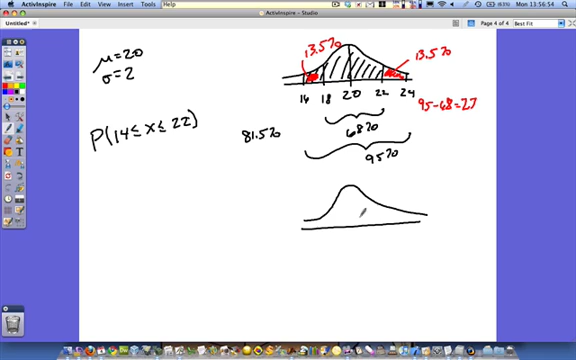 ActivInspire File Edit View Insert Tools Help
13:56:54
ActivInspire - Studio
Untitled*
Page 4 of 4
Best Fit
μ=20
σ=2
13.5%
13.5%
16 18 20 22 24
95-68=27
P(14≤x≤22)
81.5%
68%
95%